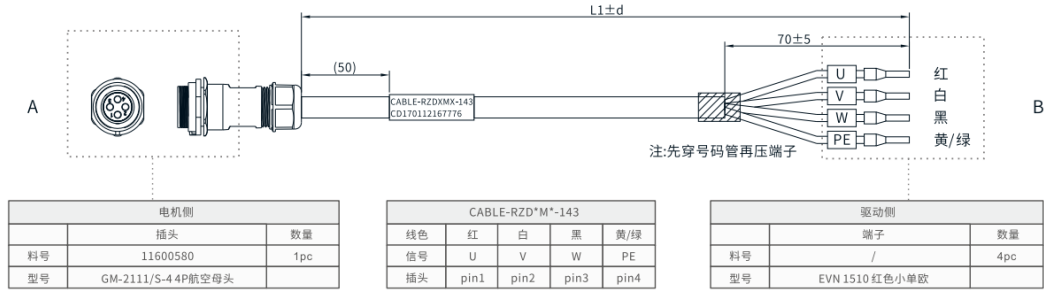 L1±d
70±5
(50)
A
CABLE-RZDXMX-143
CD170112167776
U 红
V 白
W 黑
PE 黄/绿
B
注:先穿号码管再压端子
电机侧
插头 数量
料号 11600580 1pc
型号 GM-2111/S-4 4P航空母头
CABLE-RZD*M*-143
线色 红 白 黑 黄/绿
信号 U V W PE
插头 pin1 pin2 pin3 pin4
驱动侧
端子 数量
料号 / 4pc
型号 EVN 1510 红色小单欧